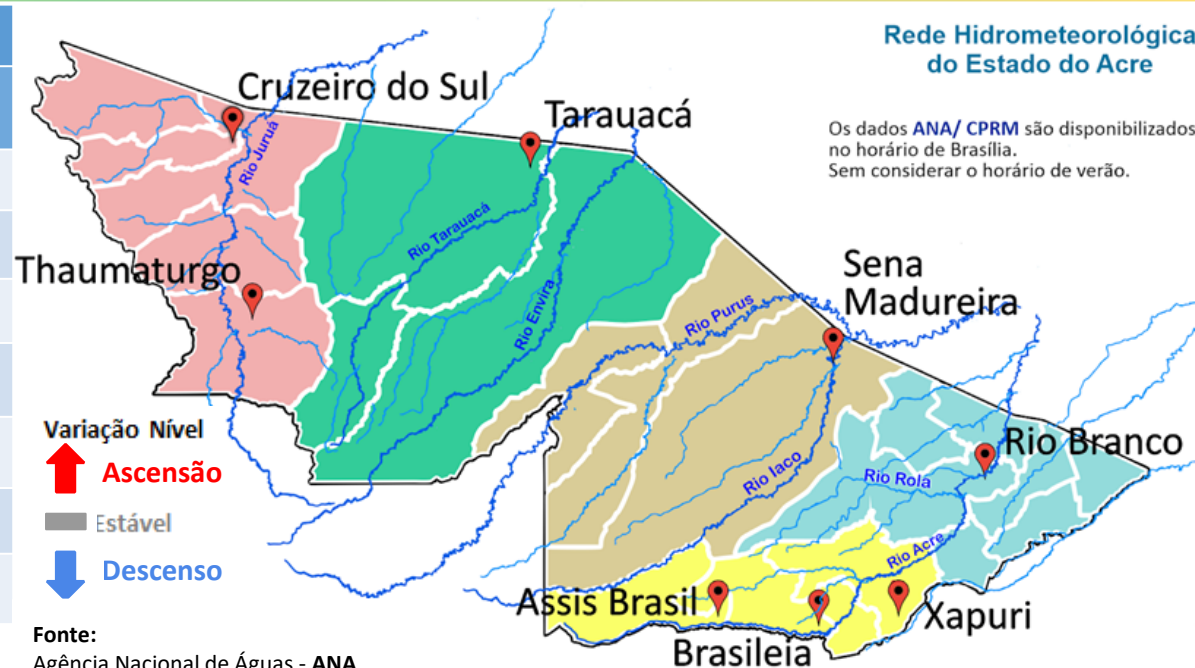 Rede Hidrometeorológica
do Estado do Acre
Os dados ANA/ CPRM são disponibilizados
no horário de Brasília.
Sem considerar o horário de verão.
Cruzeiro do Sul
Tarauacá
Rio Juruá
Rio Tarauacá
Thaumaturgo
Rio Envira
Rio Purus
Sena
Madureira
Variação Nível
Ascensão
Estável
Descenso
Rio Branco
Rio Iaco
Rio Rola
Rio Acre
Assis Brasil
Xapuri
Brasileia
Fonte:
Agência Nacional de Águas - ANA